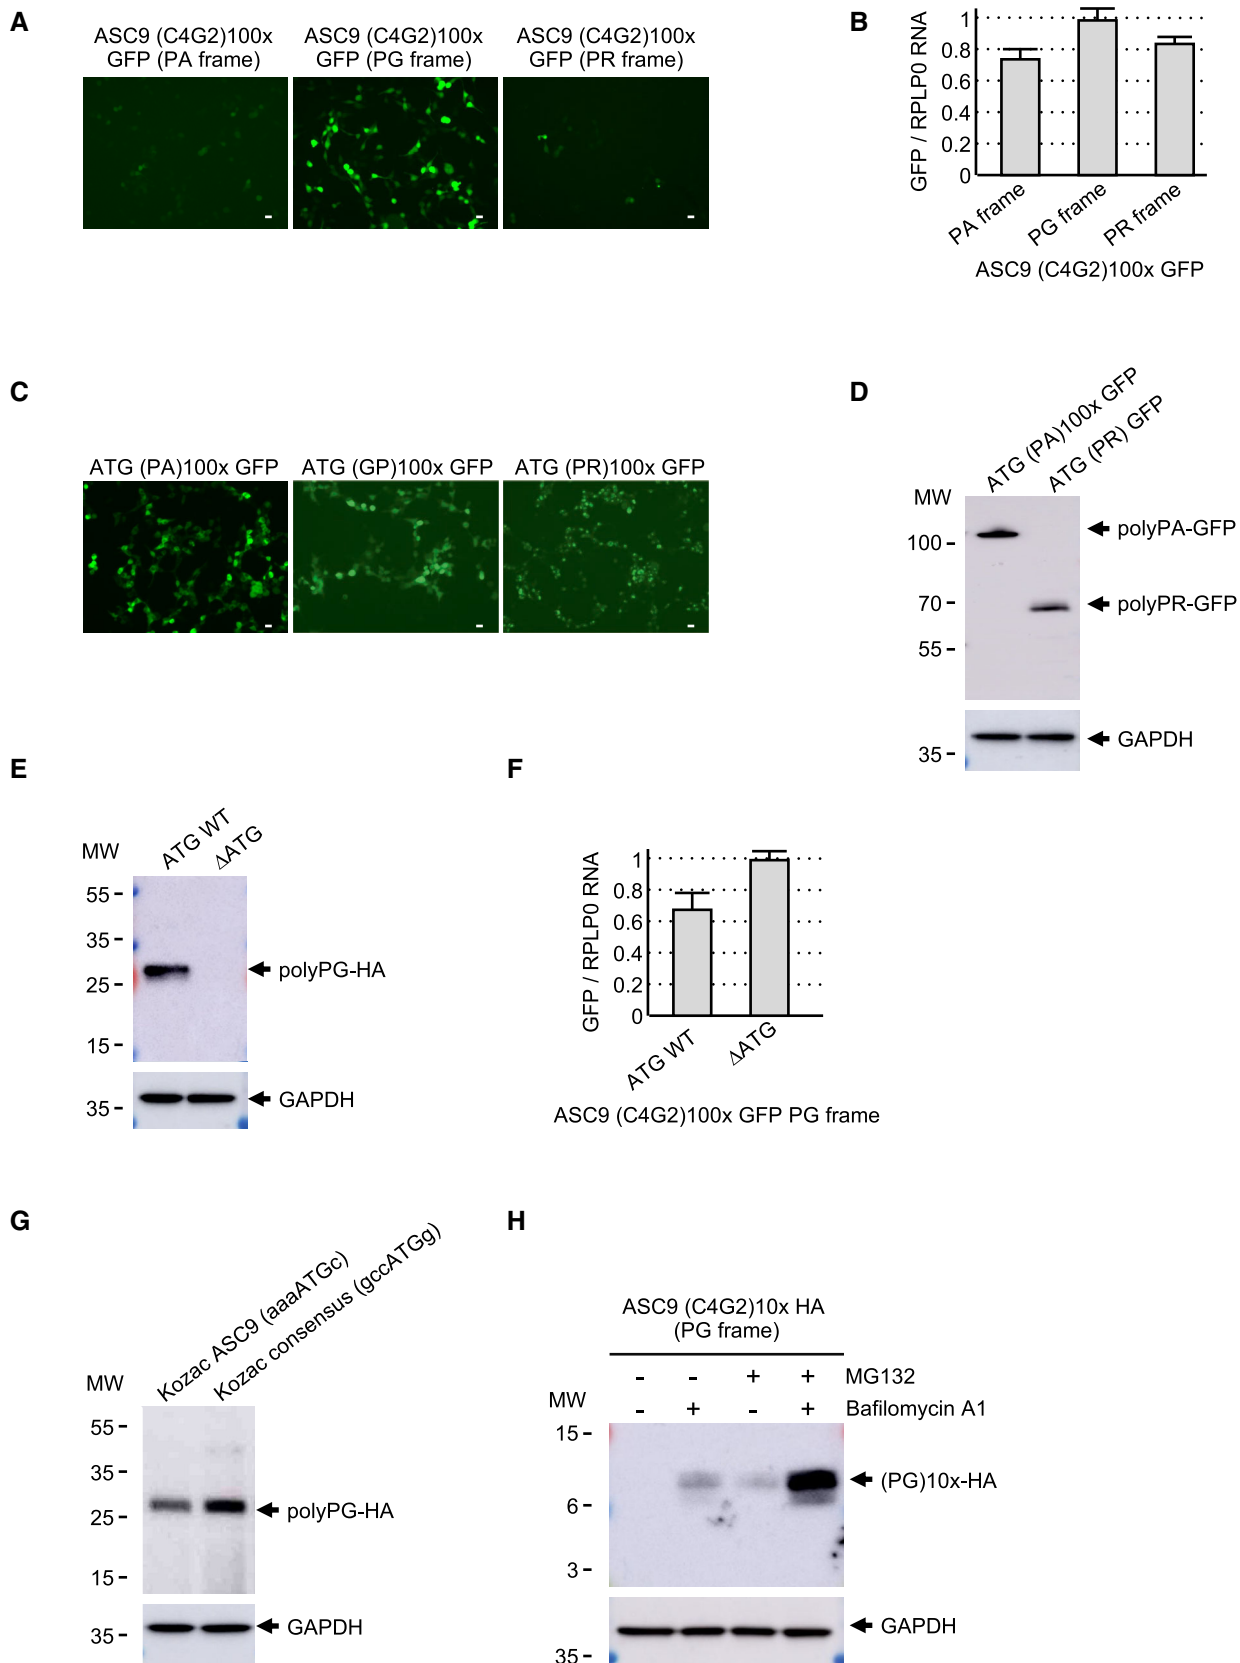 A
ASC9 (C4G2)100x
GFP (PA frame)
ASC9 (C4G2)100x
GFP (PG frame)
ASC9 (C4G2)100x
GFP (PR frame)
B
GFP / RPLP0 RNA
1
0.8
0.6
0.4
0.2
0
PA frame
PG frame
PR frame
ASC9 (C4G2)100x GFP
C
ATG (PA)100x GFP
ATG (GP)100x GFP
ATG (PR)100x GFP
D
ATG (PA)100x GFP
ATG (PR) GFP
MW
100
70
55
polyPA-GFP
polyPR-GFP
35
GAPDH
E
ATG WT
ΔATG
MW
55
35
25
15
polyPG-HA
35
GAPDH
F
GFP / RPLP0 RNA
1
0.8
0.6
0.4
0.2
0
ATG WT
ΔATG
ASC9 (C4G2)100x GFP PG frame
G
Kozac ASC9 (aaaATGc)
Kozac consensus (gccATGg)
MW
55
35
25
15
polyPG-HA
35
GAPDH
H
ASC9 (C4G2)10x HA
(PG frame)
- - + + MG132
- + - + Bafilomycin A1
MW
15
6
3
(PG)10x-HA
GAPDH
35